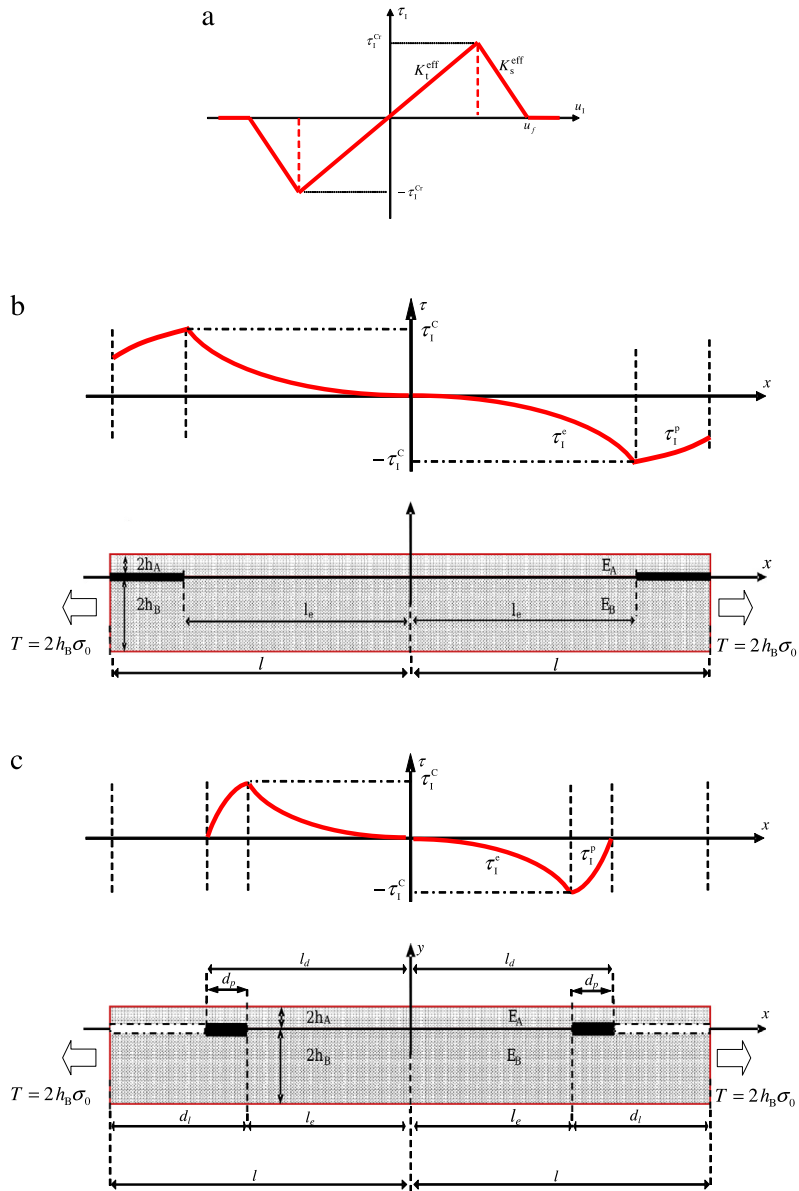 a
τ_I
τ_I^Cr
K_t^eff K_s^eff
u_I
u_f
−τ_I^Cr
b
τ
τ_I^C
x
τ_I^e τ_I^p
−τ_I^C
2h_A E_A x
2h_B E_B
l_e l_e
T = 2h_Bσ_0 T = 2h_Bσ_0
l l
c
τ
τ_I^C
x
τ_I^e τ_I^p
−τ_I^C
y
l_d l_d
d_p d_p
2h_A E_A x
2h_B E_B
T = 2h_Bσ_0 T = 2h_Bσ_0
d_l l_e l_e d_l
l l